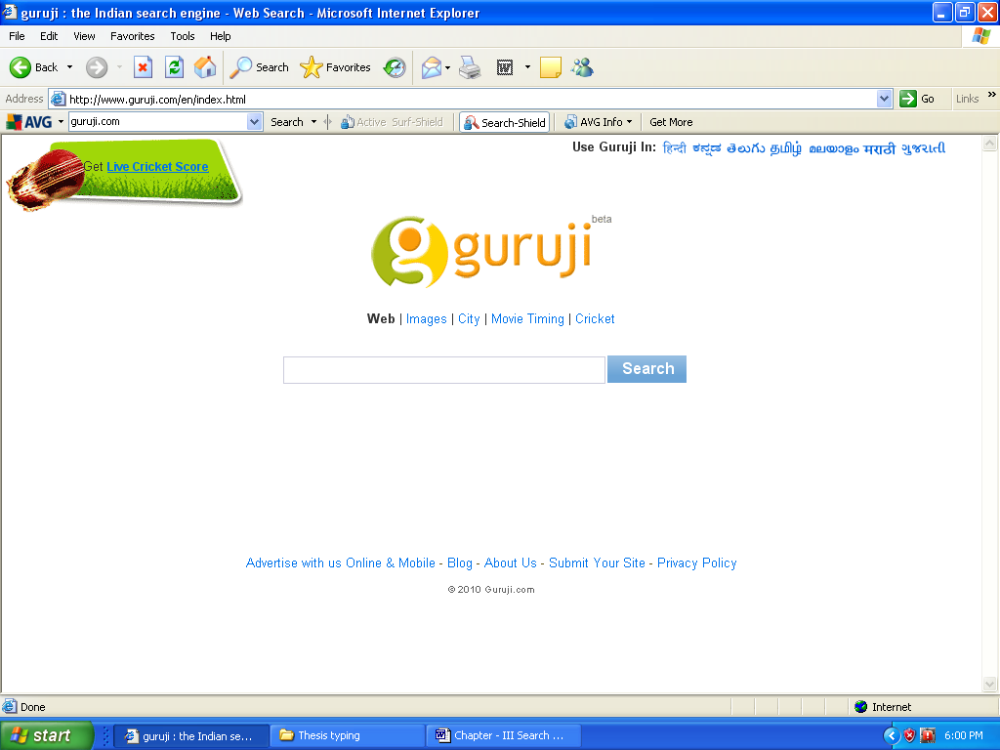 guruji : the Indian search engine - Web Search - Microsoft Internet Explorer
File Edit View Favorites Tools Help
Back Search Favorites
Address http://www.guruji.com/en/index.html Go Links »
AVG guruji.com Search Active Surf-Shield Search-Shield AVG Info Get More
Get Live Cricket Score
Use Guruji In: हिन्दी ಕನ್ನಡ తెలుగు தமிழ் മലയാളം मराठी ગુજરાતી
guruji beta
Web | Images | City | Movie Timing | Cricket
Search
Advertise with us Online & Mobile - Blog - About Us - Submit Your Site - Privacy Policy
© 2010 Guruji.com
Done Internet
start guruji : the Indian se... Thesis typing Chapter - III Search ... 6:00 PM